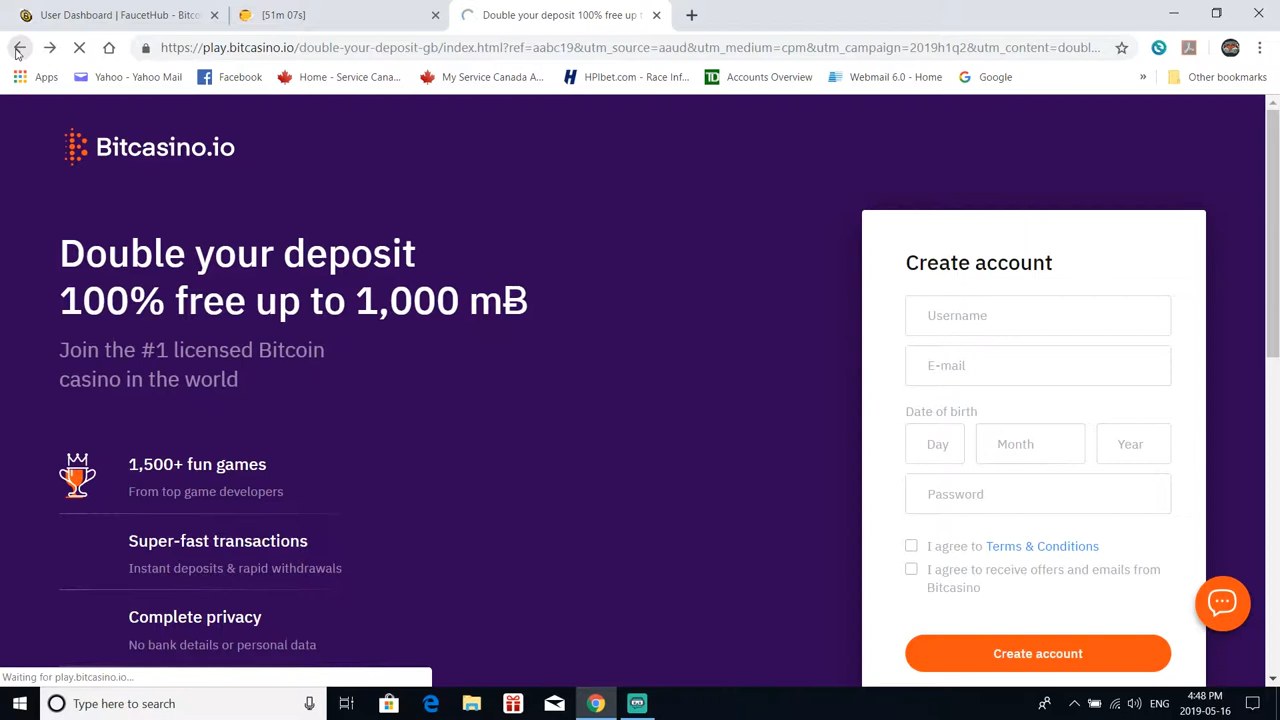 User Dashboard | FaucetHub - Bitco
[51m 07s]
Double your deposit 100% free up t
https://play.bitcasino.io/double-your-deposit-gb/index.html?ref=aabc19&utm_source=aaud&utm_medium=cpm&utm_campaign=2019h1q2&utm_content=doubl...
Apps
Yahoo - Yahoo Mail
Facebook
Home - Service Cana...
My Service Canada A...
HPIbet.com - Race Inf...
Accounts Overview
Webmail 6.0 - Home
Google
»
Other bookmarks
Bitcasino.io
Double your deposit
100% free up to 1,000 mɃ
Join the #1 licensed Bitcoin
casino in the world
1,500+ fun games
From top game developers
Super-fast transactions
Instant deposits & rapid withdrawals
Complete privacy
No bank details or personal data
Create account
Username
E-mail
Date of birth
Day
Month
Year
Password
I agree to Terms & Conditions
I agree to receive offers and emails from
Bitcasino
Create account
Waiting for play.bitcasino.io...
Type here to search
ENG
4:48 PM
2019-05-16